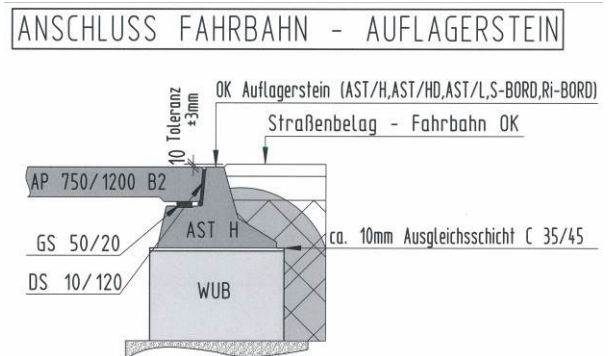 ANSCHLUSS FAHRBAHN - AUFLAGERSTEIN
OK Auflagerstein (AST/H,AST/HD,AST/L,S-BORD,Ri-BORD)
10 Toleranz
±3mm
Straßenbelag - Fahrbahn OK
AP 750/1200 B2
AST H
GS 50/20
ca. 10mm Ausgleichsschicht C 35/45
DS 10/120
WUB